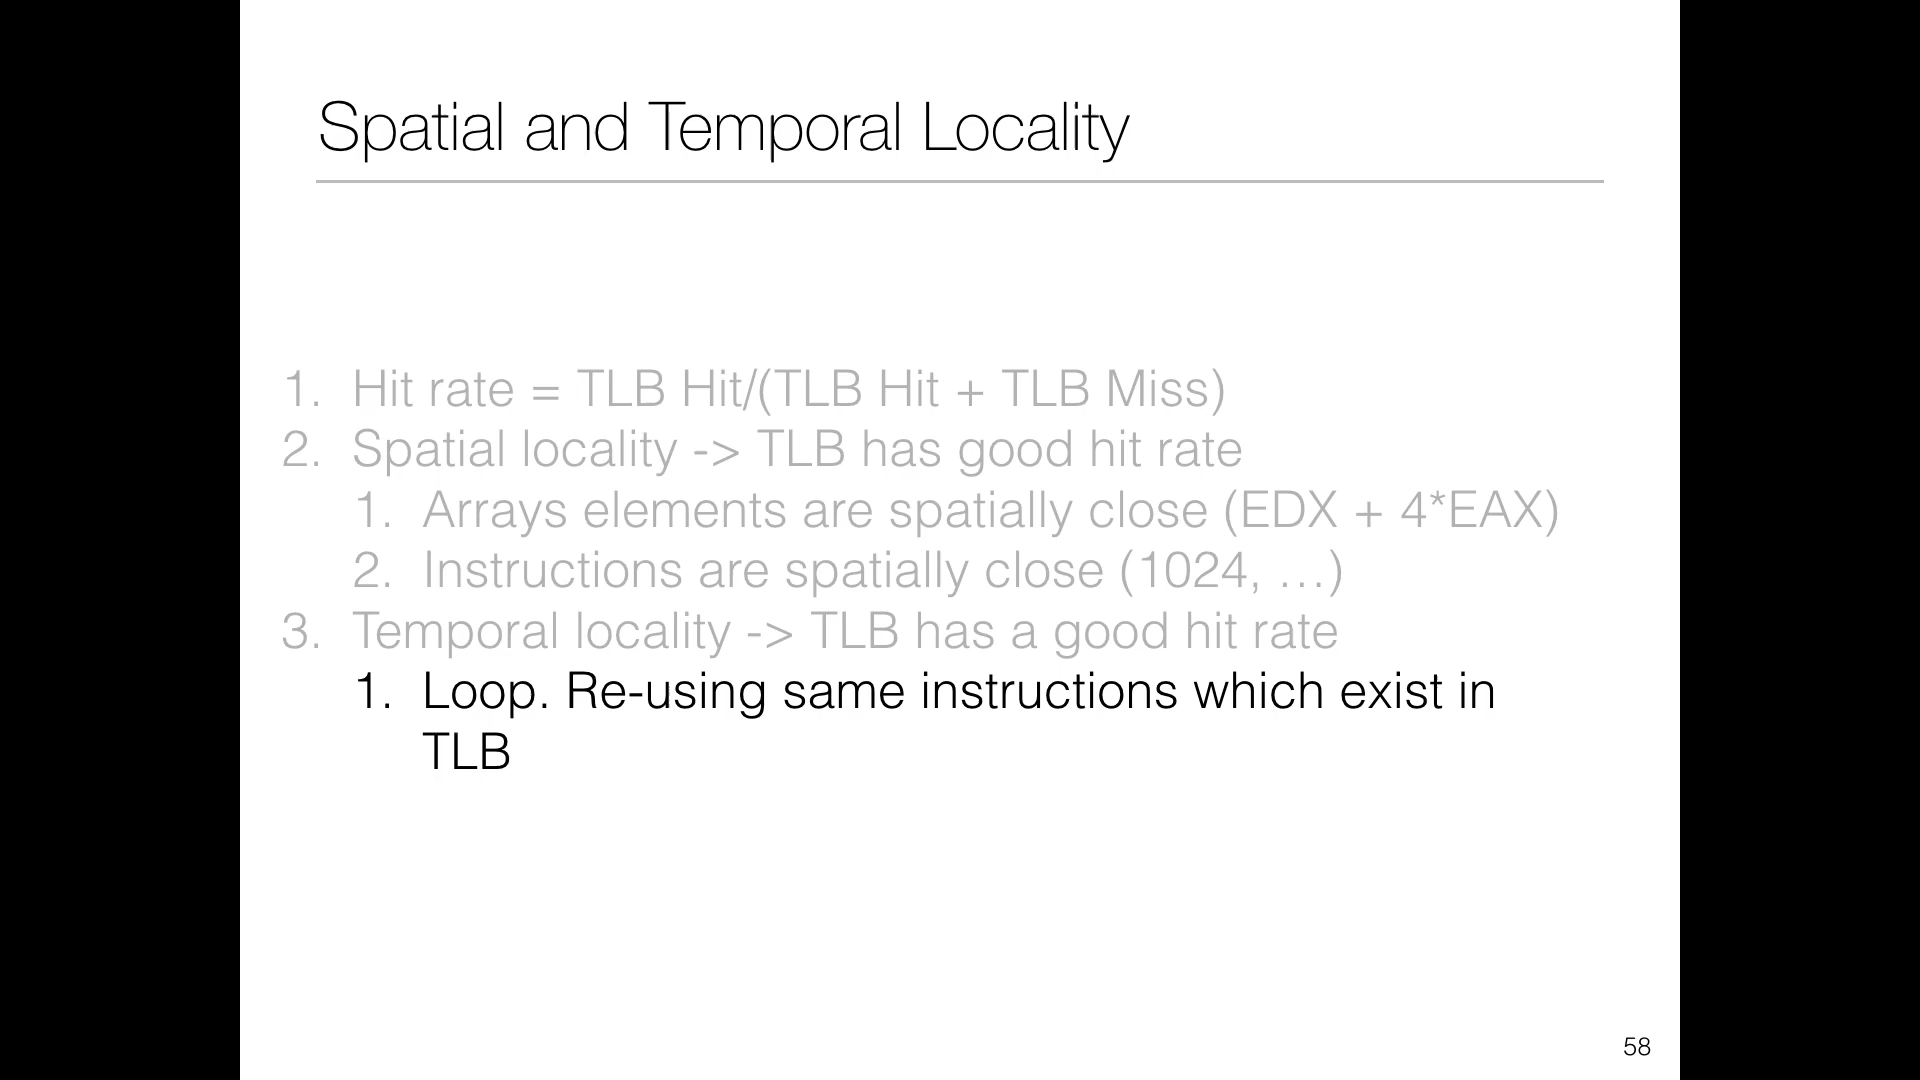 Spatial and Temporal Locality
1. Hit rate = TLB Hit/(TLB Hit + TLB Miss)
2. Spatial locality -> TLB has good hit rate
1. Arrays elements are spatially close (EDX + 4*EAX)
2. Instructions are spatially close (1024, …)
3. Temporal locality -> TLB has a good hit rate
1. Loop. Re-using same instructions which exist in
TLB
58